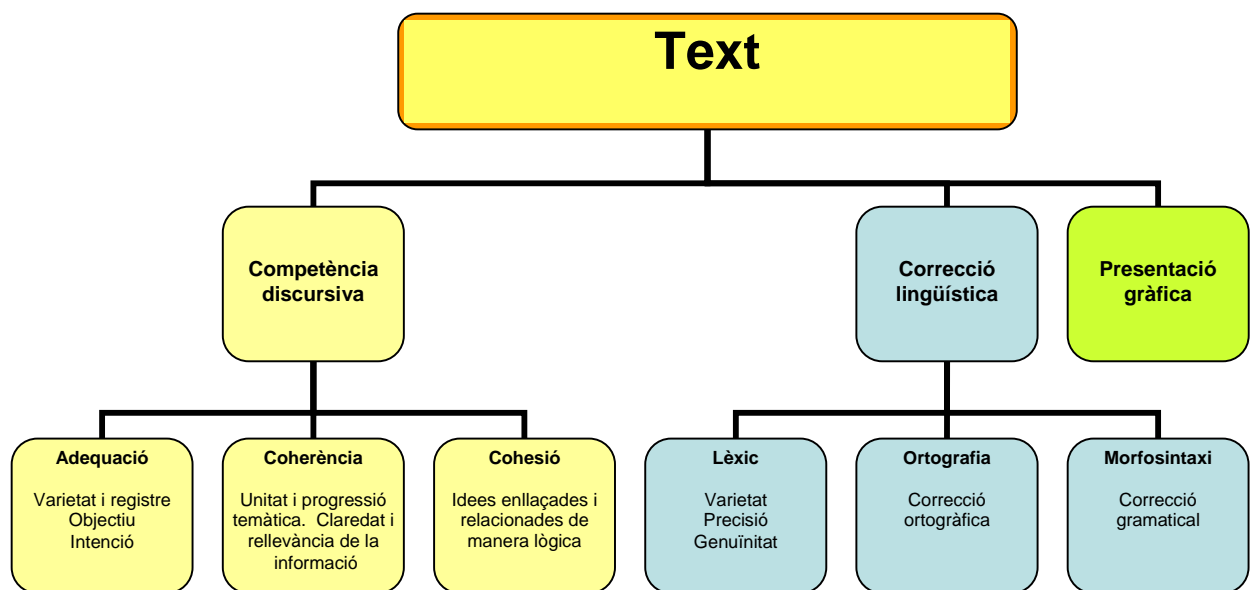 Text
Competència
discursiva
Correcció
lingüística
Presentació
gràfica
Adequació
Varietat i registre
Objectiu
Intenció
Coherència
Unitat i progressió
temàtica.  Claredat i
rellevància de la
informació
Cohesió
Idees enllaçades i
relacionades de
manera lògica
Lèxic
Varietat
Precisió
Genuïnitat
Ortografia
Correcció
ortogràfica
Morfosintaxi
Correcció
gramatical